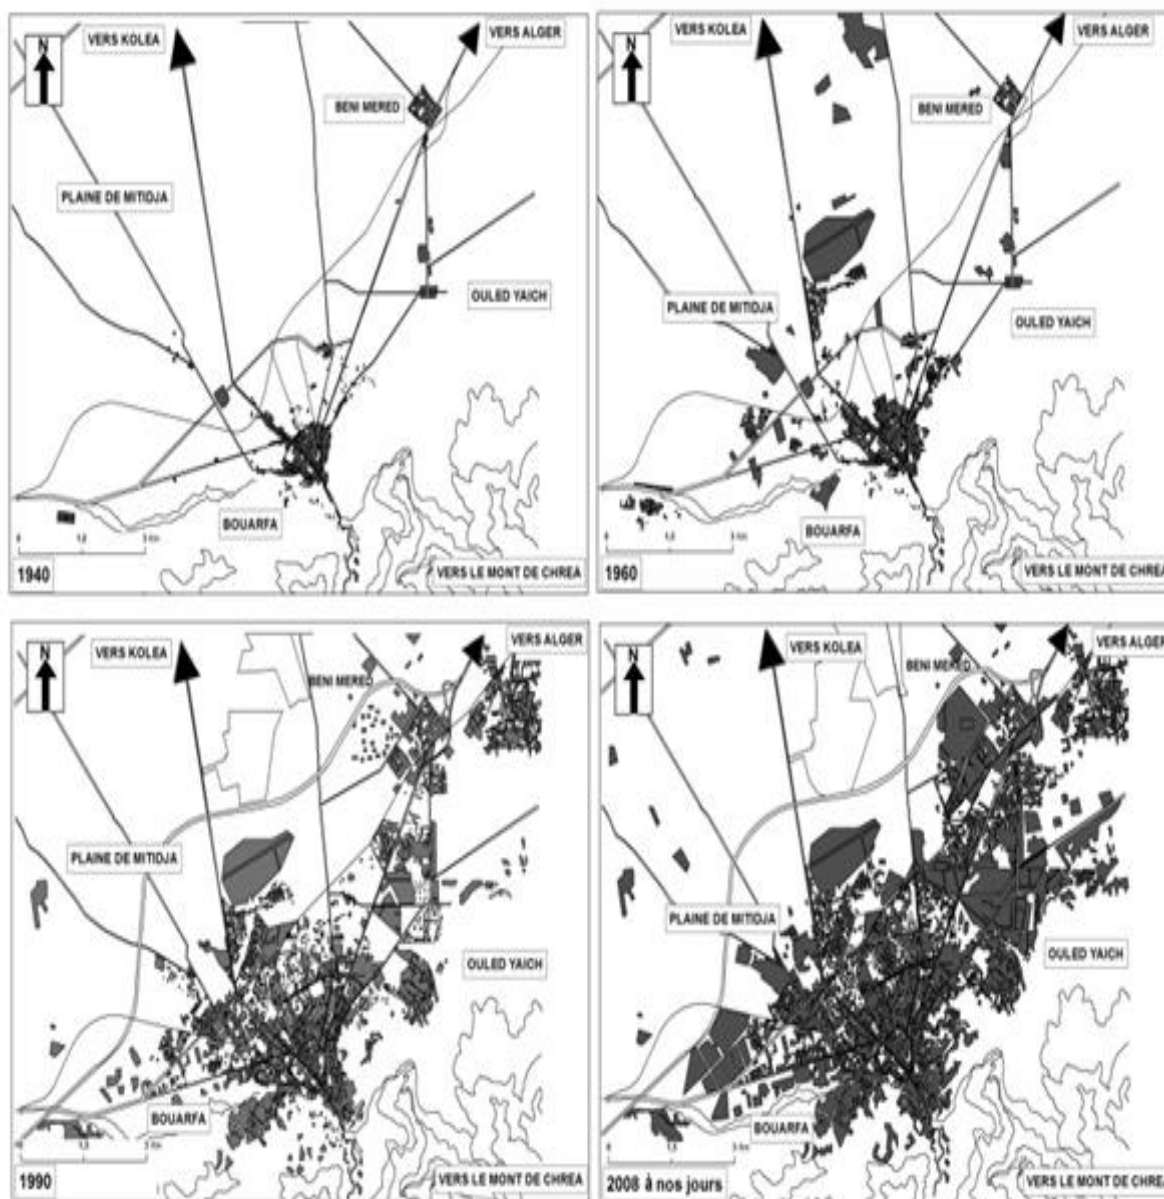 VERS KOLEA
VERS ALGER
N
BENI MERED
PLAINE DE MITIDJA
OULED YAICH
BOUARFA
1940
VERS LE MONT DE CHREA
VERS KOLEA
VERS ALGER
N
BENI MERED
PLAINE DE MITIDJA
OULED YAICH
BOUARFA
1960
VERS LE MONT DE CHREA
VERS KOLEA
VERS ALGER
N
BENI MERED
PLAINE DE MITIDJA
OULED YAICH
BOUARFA
1990
VERS LE MONT DE CHREA
VERS KOLEA
VERS ALGER
N
BENI MERED
PLAINE DE MITIDJA
OULED YAICH
BOUARFA
2008 à nos jours
VERS LE MONT DE CHREA